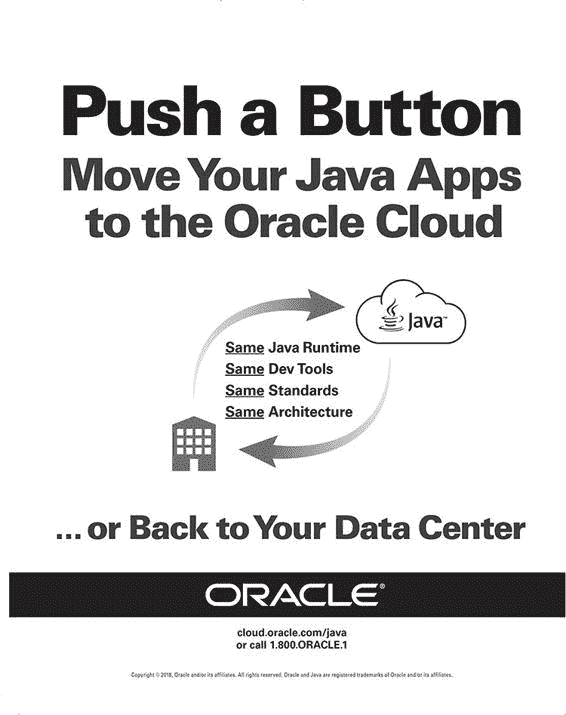 Push a Button
Move Your Java Apps
to the Oracle Cloud
Java™
Same Java Runtime
Same Dev Tools
Same Standards
Same Architecture
... or Back to Your Data Center
ORACLE®
cloud.oracle.com/java
or call 1.800.ORACLE.1
Copyright © 2018, Oracle and/or its affiliates. All rights reserved. Oracle and Java are registered trademarks of Oracle and/or its affiliates.